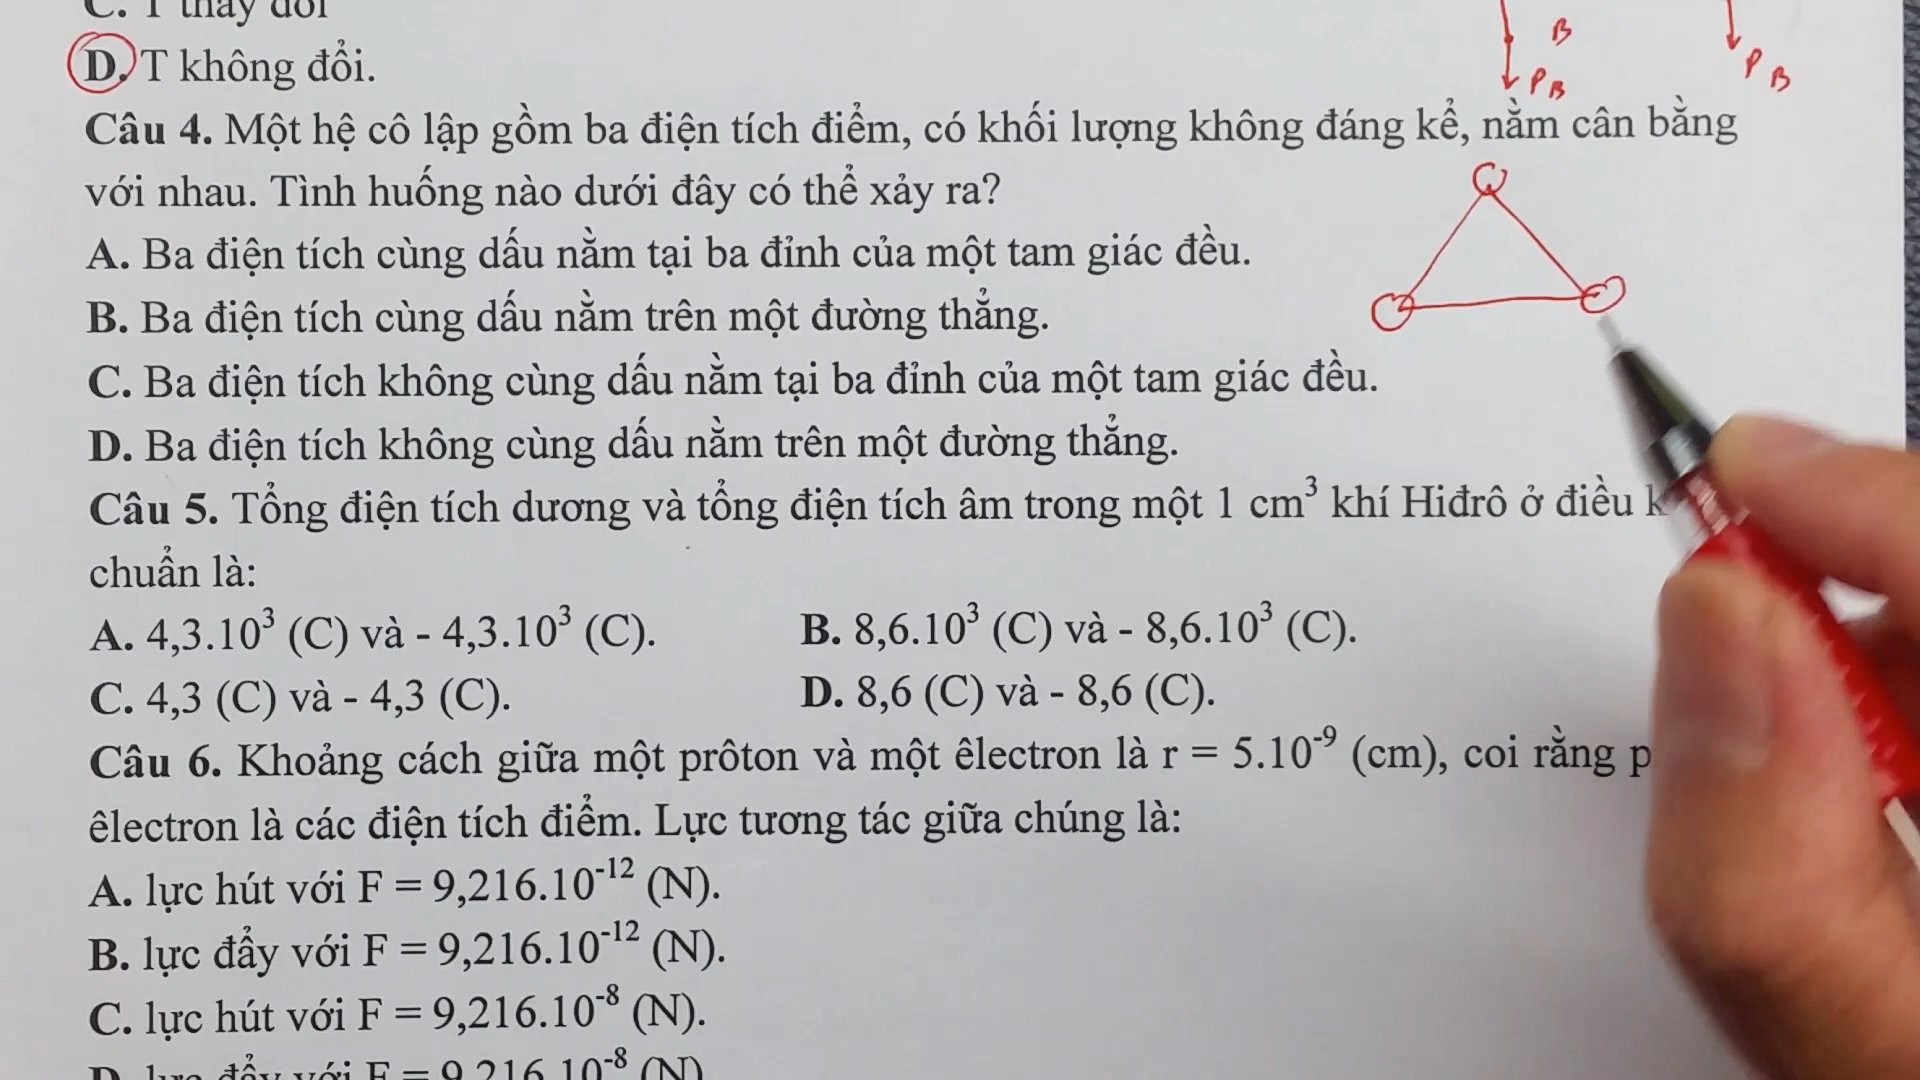 C. T thay đổi
D. T không đổi.
B
P B
P B
Câu 4. Một hệ cô lập gồm ba điện tích điểm, có khối lượng không đáng kể, nằm cân bằng
với nhau. Tình huống nào dưới đây có thể xảy ra?
A. Ba điện tích cùng dấu nằm tại ba đỉnh của một tam giác đều.
B. Ba điện tích cùng dấu nằm trên một đường thẳng.
C. Ba điện tích không cùng dấu nằm tại ba đỉnh của một tam giác đều.
D. Ba điện tích không cùng dấu nằm trên một đường thẳng.
Câu 5. Tổng điện tích dương và tổng điện tích âm trong một 1 cm³ khí Hiđrô ở điều k
chuẩn là:
A. 4,3.10³ (C) và - 4,3.10³ (C). B. 8,6.10³ (C) và - 8,6.10³ (C).
C. 4,3 (C) và - 4,3 (C). D. 8,6 (C) và - 8,6 (C).
Câu 6. Khoảng cách giữa một prôton và một êlectron là r = 5.10⁻⁹ (cm), coi rằng p
êlectron là các điện tích điểm. Lực tương tác giữa chúng là:
A. lực hút với F = 9,216.10⁻¹² (N).
B. lực đẩy với F = 9,216.10⁻¹² (N).
C. lực hút với F = 9,216.10⁻⁸ (N).
D. lực đẩy với F = 9,216.10⁻⁸ (N)